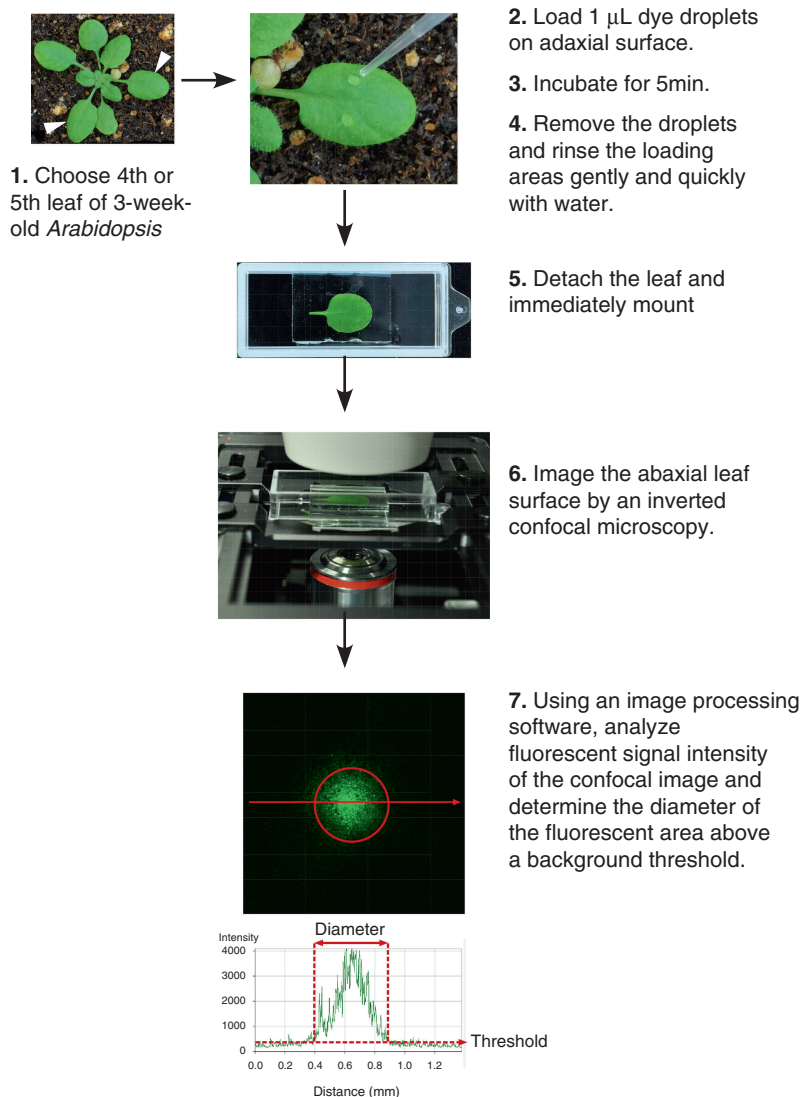 1. Choose 4th or
5th leaf of 3-week-
old Arabidopsis
2. Load 1 μL dye droplets
on adaxial surface.
3. Incubate for 5min.
4. Remove the droplets
and rinse the loading
areas gently and quickly
with water.
5. Detach the leaf and
immediately mount
6. Image the abaxial leaf
surface by an inverted
confocal microscopy.
7. Using an image processing
software, analyze
fluorescent signal intensity
of the confocal image and
determine the diameter of
the fluorescent area above
a background threshold.
Diameter
Intensity
4000
3000
2000
1000
0
Threshold
0.0 0.2 0.4 0.6 0.8 1.0 1.2
Distance (mm)